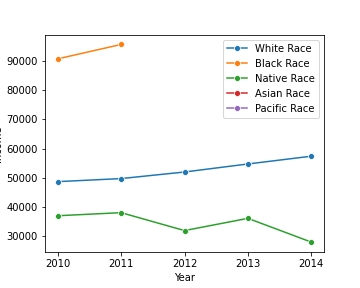 White Race
Black Race
Native Race
Asian Race
Pacific Race
90000
80000
70000
60000
50000
40000
30000
2010 2011 2012 2013 2014
Year